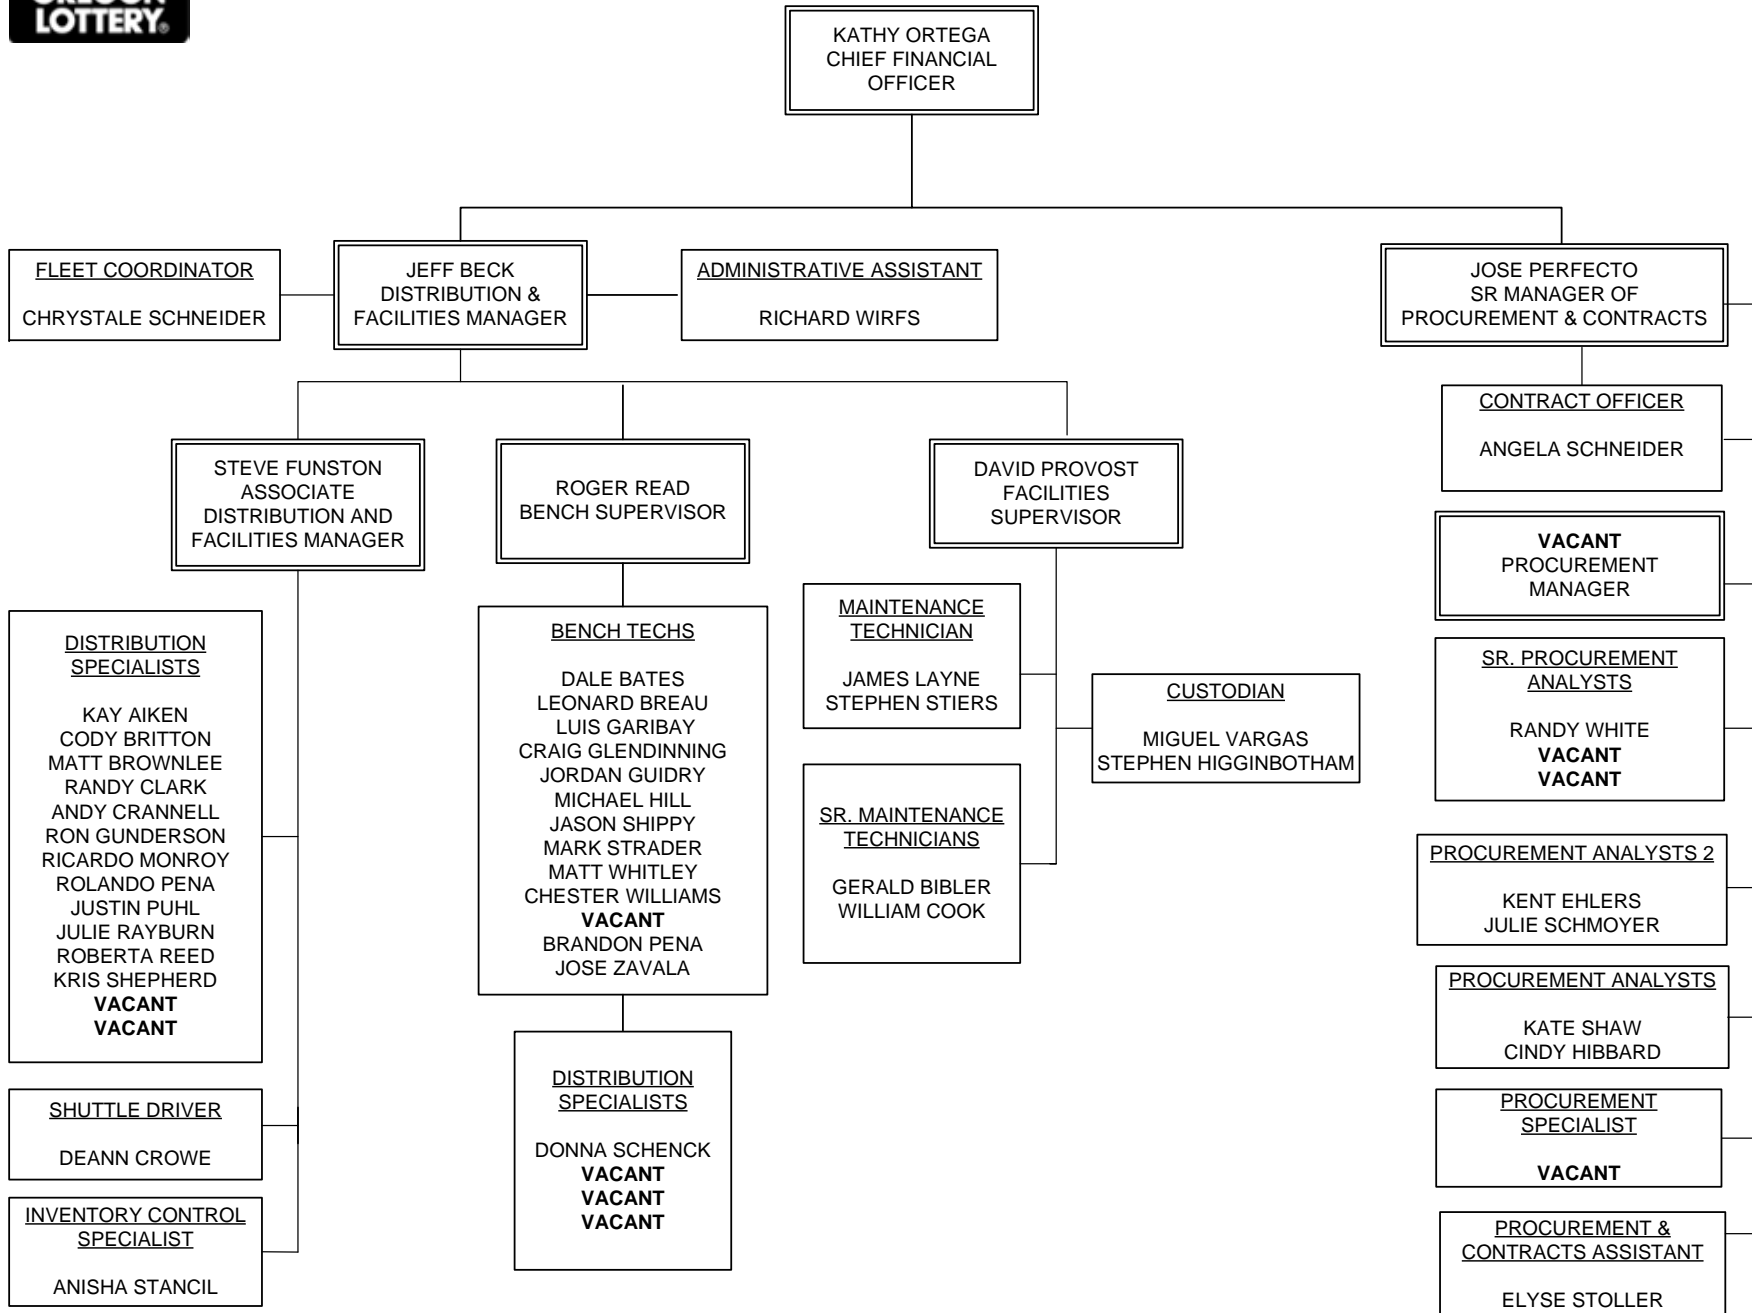 LOTTERY®
KATHY ORTEGA
CHIEF FINANCIAL
OFFICER
FLEET COORDINATOR
CHRYSTALE SCHNEIDER
JEFF BECK
DISTRIBUTION &
FACILITIES MANAGER
ADMINISTRATIVE ASSISTANT
RICHARD WIRFS
JOSE PERFECTO
SR MANAGER OF
PROCUREMENT & CONTRACTS
STEVE FUNSTON
ASSOCIATE
DISTRIBUTION AND
FACILITIES MANAGER
ROGER READ
BENCH SUPERVISOR
DAVID PROVOST
FACILITIES
SUPERVISOR
CONTRACT OFFICER
ANGELA SCHNEIDER
VACANT
PROCUREMENT
MANAGER
DISTRIBUTION
SPECIALISTS
KAY AIKEN
CODY BRITTON
MATT BROWNLEE
RANDY CLARK
ANDY CRANNELL
RON GUNDERSON
RICARDO MONROY
ROLANDO PENA
JUSTIN PUHL
JULIE RAYBURN
ROBERTA REED
KRIS SHEPHERD
VACANT
VACANT
SHUTTLE DRIVER
DEANN CROWE
INVENTORY CONTROL
SPECIALIST
ANISHA STANCIL
BENCH TECHS
DALE BATES
LEONARD BREAU
LUIS GARIBAY
CRAIG GLENDINNING
JORDAN GUIDRY
MICHAEL HILL
JASON SHIPPY
MARK STRADER
MATT WHITLEY
CHESTER WILLIAMS
VACANT
BRANDON PENA
JOSE ZAVALA
DISTRIBUTION
SPECIALISTS
DONNA SCHENCK
VACANT
VACANT
VACANT
MAINTENANCE
TECHNICIAN
JAMES LAYNE
STEPHEN STIERS
SR. MAINTENANCE
TECHNICIANS
GERALD BIBLER
WILLIAM COOK
CUSTODIAN
MIGUEL VARGAS
STEPHEN HIGGINBOTHAM
SR. PROCUREMENT
ANALYSTS
RANDY WHITE
VACANT
VACANT
PROCUREMENT ANALYSTS 2
KENT EHLERS
JULIE SCHMOYER
PROCUREMENT ANALYSTS
KATE SHAW
CINDY HIBBARD
PROCUREMENT
SPECIALIST
VACANT
PROCUREMENT &
CONTRACTS ASSISTANT
ELYSE STOLLER